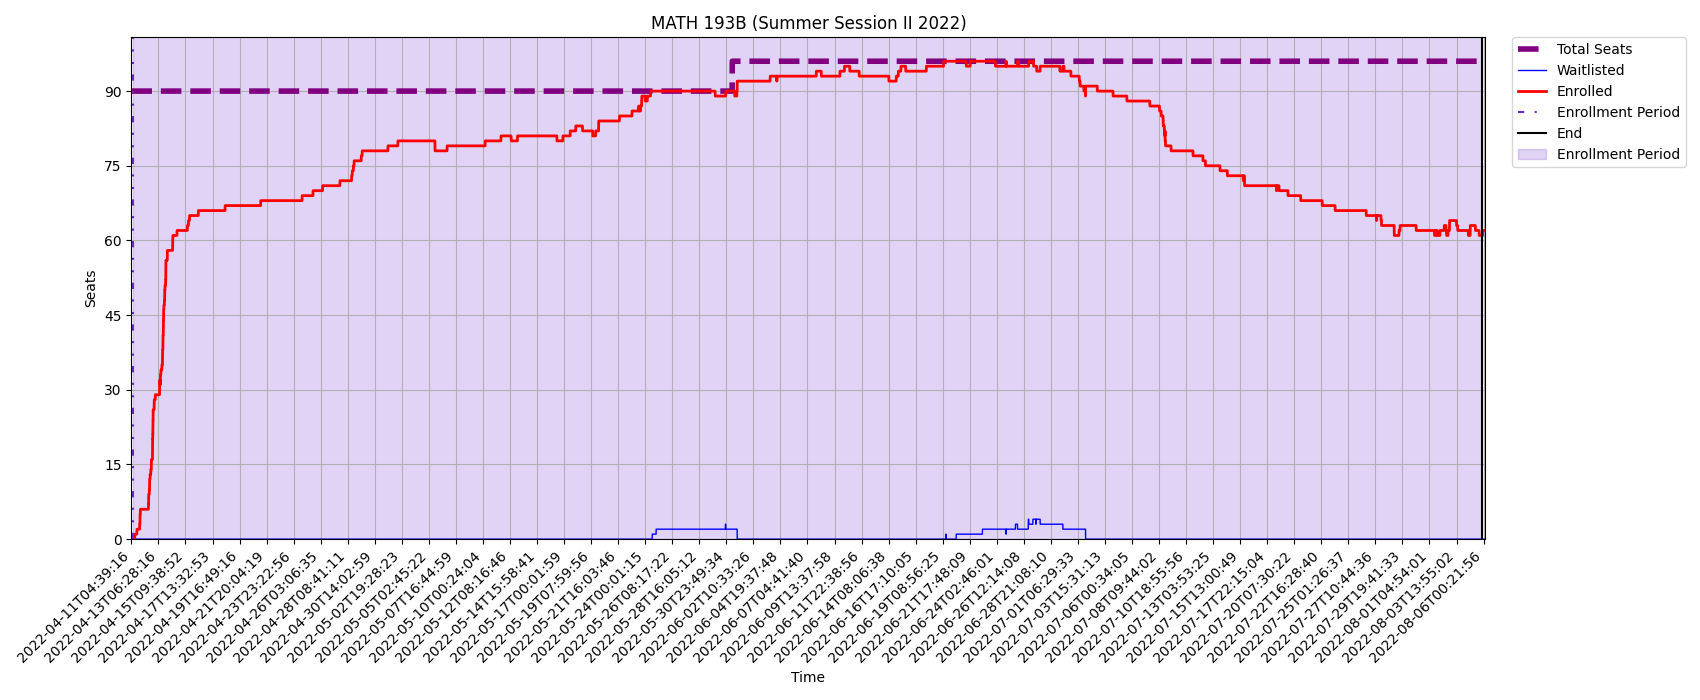 MATH 193B (Summer Session II 2022)
Total Seats
Waitlisted
Enrolled
Enrollment Period
End
Enrollment Period
Seats
90
75
60
45
30
15
0
2022-04-11T04:39:16
2022-04-13T06:28:16
2022-04-15T09:38:52
2022-04-17T13:32:53
2022-04-19T16:49:16
2022-04-21T20:04:19
2022-04-23T23:22:56
2022-04-26T03:06:35
2022-04-28T08:41:11
2022-04-30T14:02:59
2022-05-02T19:28:23
2022-05-05T02:45:22
2022-05-07T16:44:59
2022-05-10T00:24:04
2022-05-12T08:16:46
2022-05-14T15:58:41
2022-05-17T00:01:59
2022-05-19T07:59:56
2022-05-21T16:03:46
2022-05-24T00:01:15
2022-05-26T08:17:22
2022-05-28T16:05:12
2022-05-30T23:49:34
2022-06-02T10:33:26
2022-06-04T19:37:48
2022-06-07T04:41:40
2022-06-09T13:37:58
2022-06-11T22:38:56
2022-06-14T08:06:38
2022-06-16T17:10:05
2022-06-19T08:56:25
2022-06-21T17:48:09
2022-06-24T02:46:01
2022-06-26T12:14:08
2022-06-28T21:08:10
2022-07-01T06:29:33
2022-07-03T15:31:13
2022-07-06T00:34:05
2022-07-08T09:44:02
2022-07-10T18:55:56
2022-07-13T03:53:25
2022-07-15T13:00:49
2022-07-17T22:15:04
2022-07-20T07:30:22
2022-07-22T16:28:40
2022-07-25T01:26:37
2022-07-27T10:44:36
2022-07-29T19:41:33
2022-08-01T04:54:01
2022-08-03T13:55:02
2022-08-06T00:21:56
Time